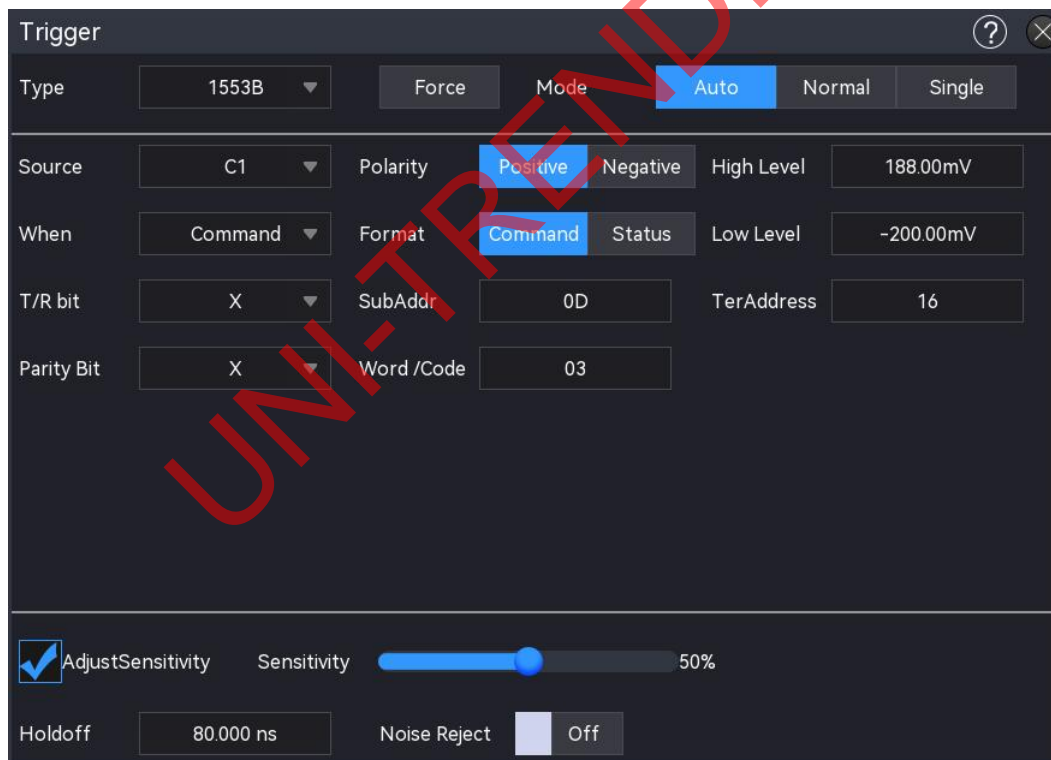 Trigger ?
Type 1553B Force Mode Auto Normal Single
Source C1 Polarity Positive Negative High Level 188.00mV
When Command Format Command Status Low Level -200.00mV
T/R bit X SubAddr 0D TerAddress 16
Parity Bit X Word /Code 03
AdjustSensitivity Sensitivity 50%
Holdoff 80.000 ns Noise Reject Off
UNI-TREND